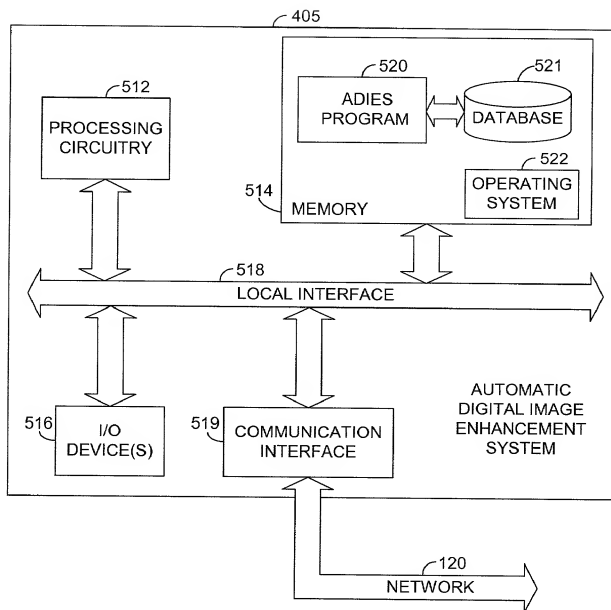 405
520
521
512
ADIES
PROGRAM
DATABASE
PROCESSING
CIRCUITRY
522
OPERATING
SYSTEM
514
MEMORY
518
LOCAL INTERFACE
516
I/O
DEVICE(S)
519
COMMUNICATION
INTERFACE
AUTOMATIC
DIGITAL IMAGE
ENHANCEMENT
SYSTEM
120
NETWORK